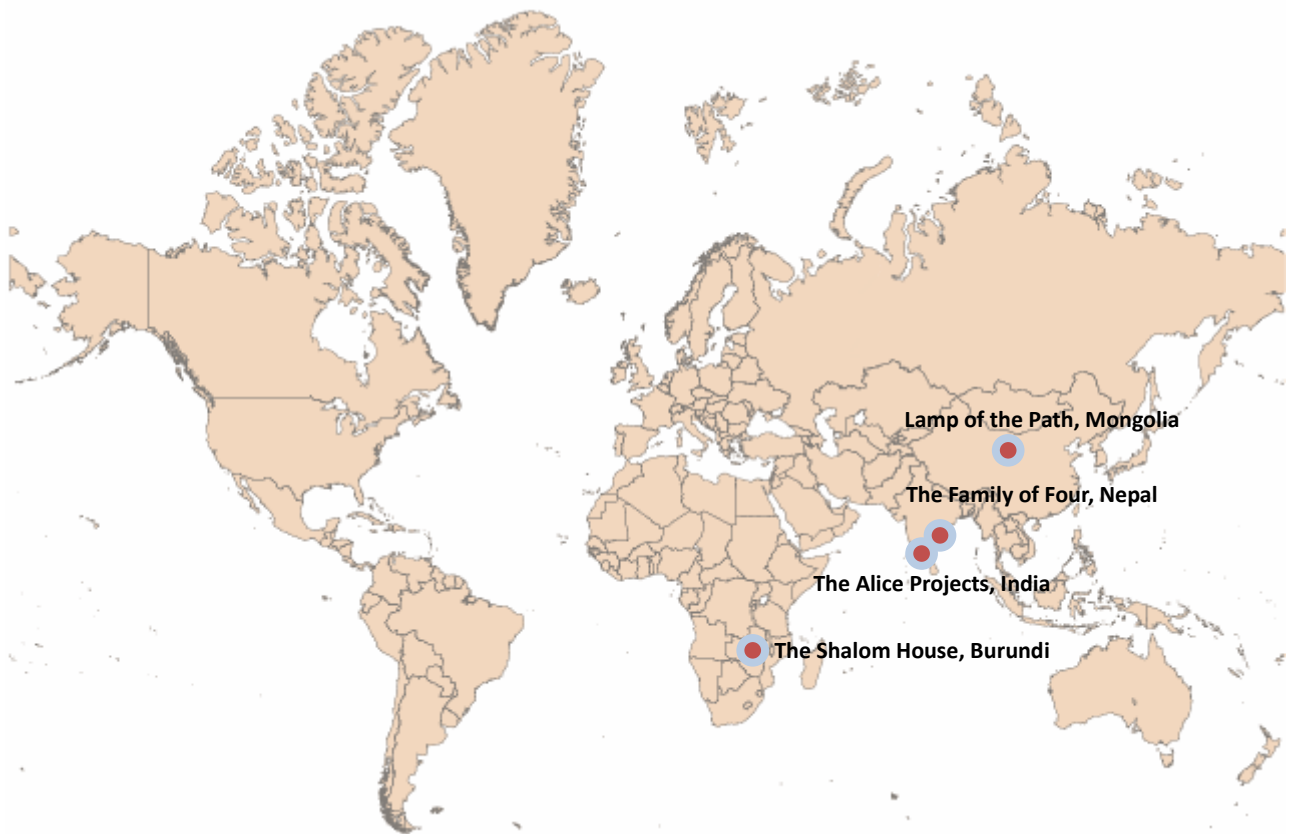 Lamp of the Path, Mongolia
The Family of Four, Nepal
The Alice Projects, India
The Shalom House, Burundi